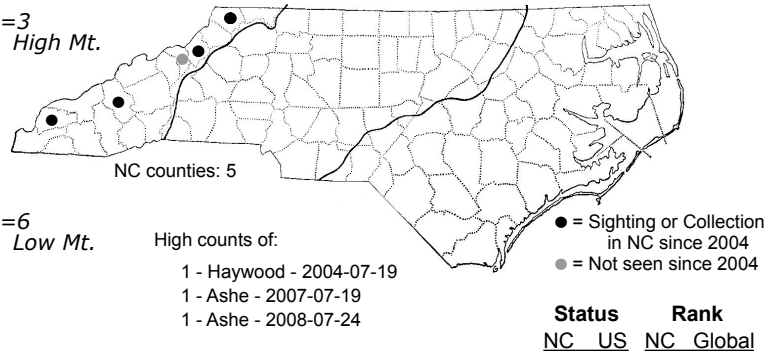 =3
High Mt.
NC counties: 5
=6
Low Mt.
High counts of:
1 - Haywood - 2004-07-19
1 - Ashe - 2007-07-19
1 - Ashe - 2008-07-24
= Sighting or Collection
in NC since 2004
= Not seen since 2004
Status Rank
NC US NC Global